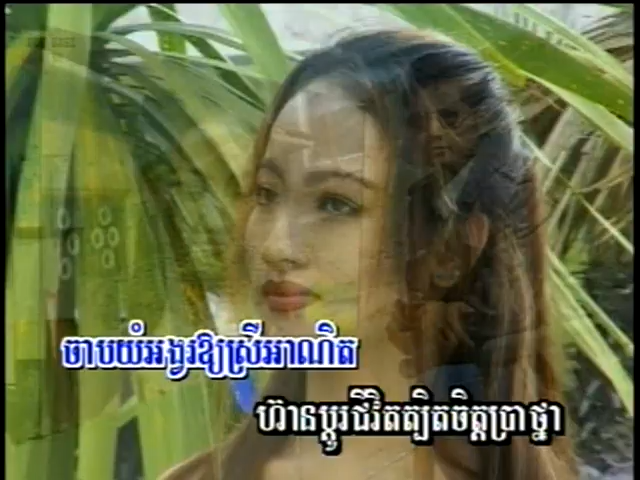 ចាបយំអង្វរឱ្យស្រីអាណិត
ហ៊ានប្ដូរជីវិតត្បិតចិត្តប្រាថ្នា